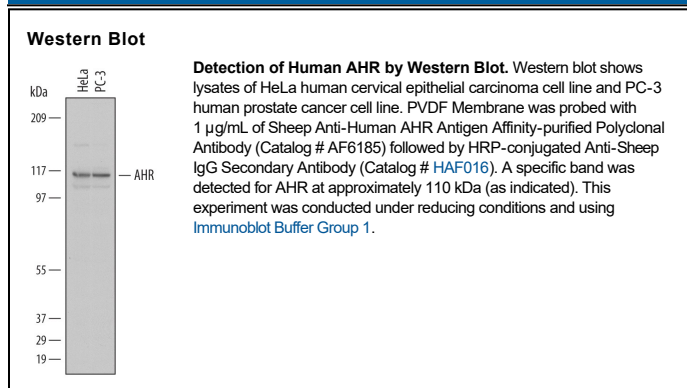 Western Blot
Detection of Human AHR by Western Blot. Western blot shows
lysates of HeLa human cervical epithelial carcinoma cell line and PC-3
human prostate cancer cell line. PVDF Membrane was probed with
1 µg/mL of Sheep Anti-Human AHR Antigen Affinity-purified Polyclonal
Antibody (Catalog # AF6185) followed by HRP-conjugated Anti-Sheep
IgG Secondary Antibody (Catalog # HAF016). A specific band was
detected for AHR at approximately 110 kDa (as indicated). This
experiment was conducted under reducing conditions and using
Immunoblot Buffer Group 1.
kDa
HeLa
PC-3
209
117
AHR
97
55
37
29
19